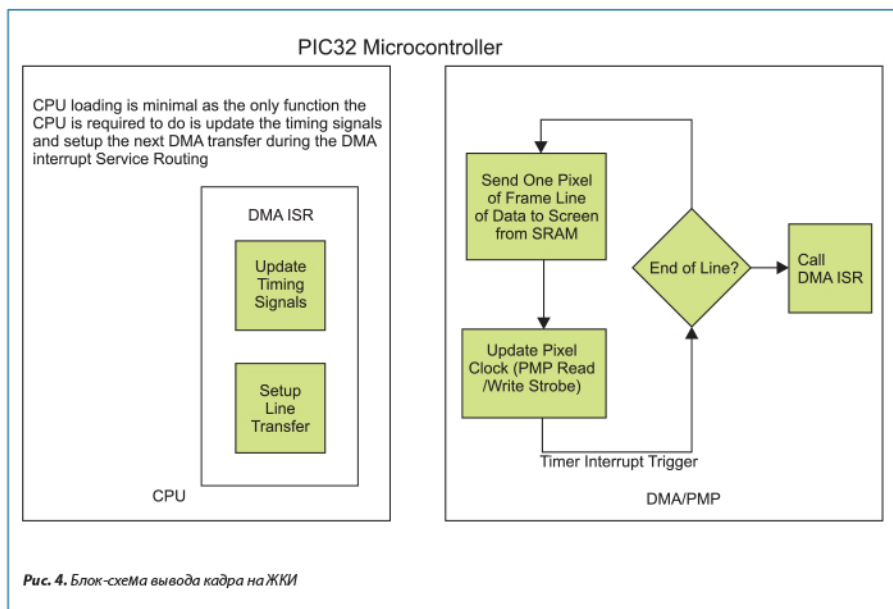 PIC32 Microcontroller
CPU loading is minimal as the only function the
CPU is required to do is update the timing signals
and setup the next DMA transfer during the DMA
interrupt Service Routing
DMA ISR
Update
Timing
Signals
Setup
Line
Transfer
CPU
Send One Pixel
of Frame Line
of Data to Screen
from SRAM
End of Line?
Call
DMA ISR
Update Pixel
Clock (PMP Read
/Write Strobe)
Timer Interrupt Trigger
DMA/PMP
Рис. 4. Блок-схема вывода кадра на ЖКИ